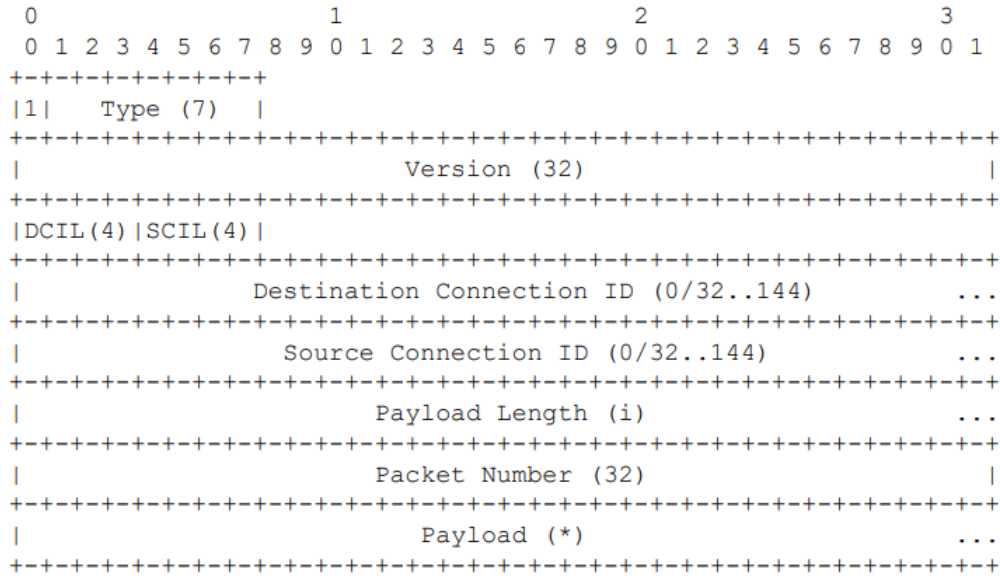 0                   1                   2                   3
 0 1 2 3 4 5 6 7 8 9 0 1 2 3 4 5 6 7 8 9 0 1 2 3 4 5 6 7 8 9 0 1
+-+-+-+-+-+-+-+-+
|1|   Type (7)  |
+-+-+-+-+-+-+-+-+-+-+-+-+-+-+-+-+-+-+-+-+-+-+-+-+-+-+-+-+-+-+-+-+
|                         Version (32)                          |
+-+-+-+-+-+-+-+-+-+-+-+-+-+-+-+-+-+-+-+-+-+-+-+-+-+-+-+-+-+-+-+-+
|DCIL(4)|SCIL(4)|
+-+-+-+-+-+-+-+-+-+-+-+-+-+-+-+-+-+-+-+-+-+-+-+-+-+-+-+-+-+-+-+-+
|               Destination Connection ID (0/32..144)         ...
+-+-+-+-+-+-+-+-+-+-+-+-+-+-+-+-+-+-+-+-+-+-+-+-+-+-+-+-+-+-+-+-+
|                 Source Connection ID (0/32..144)            ...
+-+-+-+-+-+-+-+-+-+-+-+-+-+-+-+-+-+-+-+-+-+-+-+-+-+-+-+-+-+-+-+-+
|                       Payload Length (i)                    ...
+-+-+-+-+-+-+-+-+-+-+-+-+-+-+-+-+-+-+-+-+-+-+-+-+-+-+-+-+-+-+-+-+
|                       Packet Number (32)                      |
+-+-+-+-+-+-+-+-+-+-+-+-+-+-+-+-+-+-+-+-+-+-+-+-+-+-+-+-+-+-+-+-+
|                          Payload (*)                        ...
+-+-+-+-+-+-+-+-+-+-+-+-+-+-+-+-+-+-+-+-+-+-+-+-+-+-+-+-+-+-+-+-+